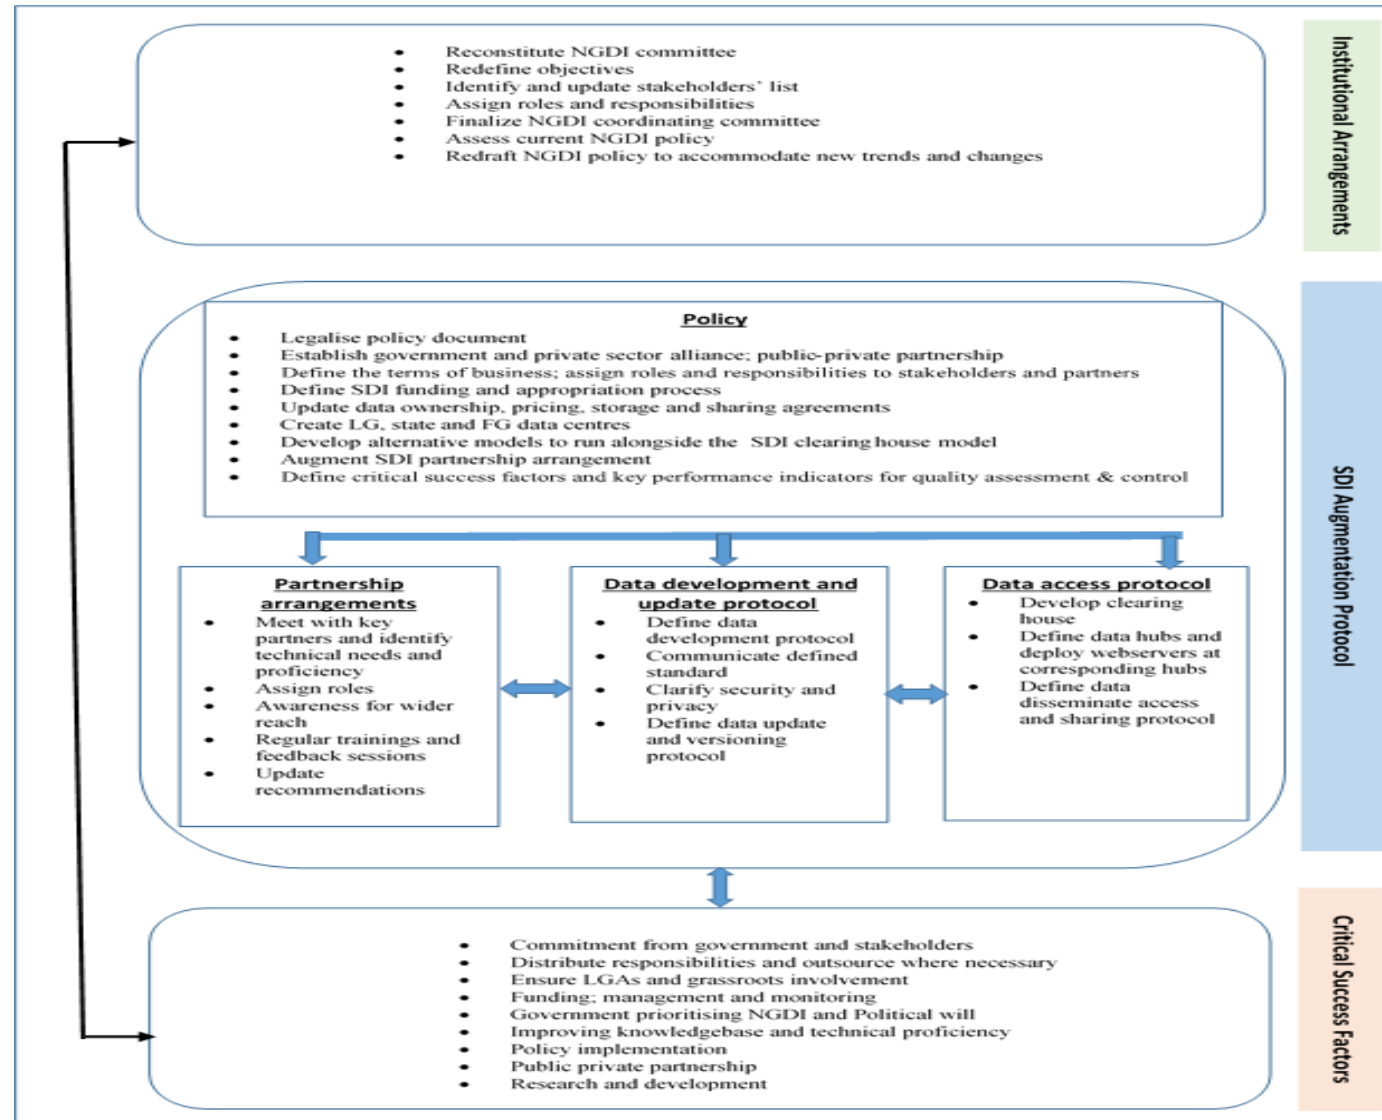 Reconstitute NGDI committee
Redefine objectives
Identify and update stakeholders' list
Assign roles and responsibilities
Finalize NGDI coordinating committee
Assess current NGDI policy
Redraft NGDI policy to accommodate new trends and changes
Institutional Arrangements
Policy
Legalise policy document
Establish government and private sector alliance; public-private partnership
Define the terms of business; assign roles and responsibilities to stakeholders and partners
Define SDI funding and appropriation process
Update data ownership, pricing, storage and sharing agreements
Create LG, state and FG data centres
Develop alternative models to run alongside the SDI clearing house model
Augment SDI partnership arrangement
Define critical success factors and key performance indicators for quality assessment & control
Partnership
arrangements
Meet with key
partners and identify
technical needs and
proficiency
Assign roles
Awareness for wider
reach
Regular trainings and
feedback sessions
Update
recommendations
Data development and
update protocol
Define data
development protocol
Communicate defined
standard
Clarify security and
privacy
Define data update
and versioning
protocol
Data access protocol
Develop clearing
house
Define data hubs and
deploy webservers at
corresponding hubs
Define data
disseminate access
and sharing protocol
SDI Augmentation Protocol
Commitment from government and stakeholders
Distribute responsibilities and outsource where necessary
Ensure LGAs and grassroots involvement
Funding; management and monitoring
Government prioritising NGDI and Political will
Improving knowledgebase and technical proficiency
Policy implementation
Public private partnership
Research and development
Critical Success Factors